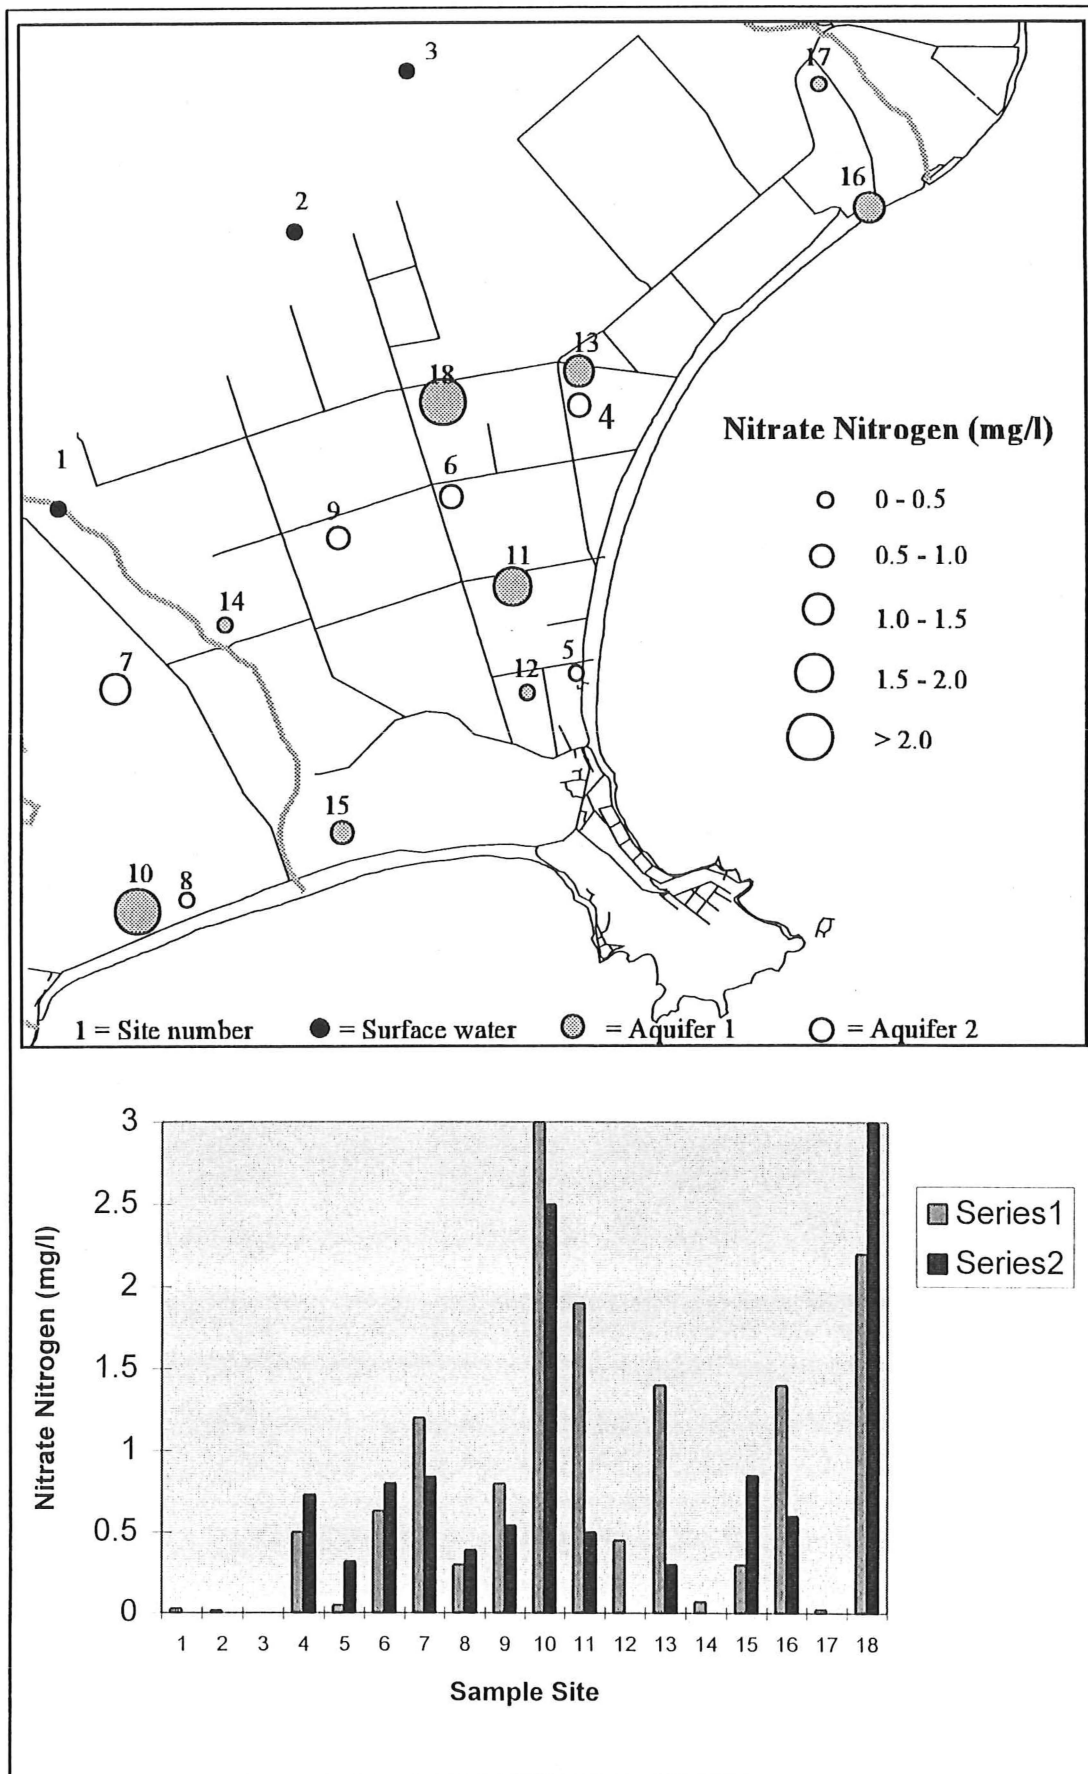 3
17
16
2
13
18
4
Nitrate Nitrogen (mg/l)
1
6
0 - 0.5
9
0.5 - 1.0
11
1.0 - 1.5
14
7
12
5
1.5 - 2.0
> 2.0
15
10
8
1 = Site number = Surface water = Aquifer 1 = Aquifer 2
3
2.5
2
1.5
1
0.5
0
Nitrate Nitrogen (mg/l)
Series1
Series2
1 2 3 4 5 6 7 8 9 10 11 12 13 14 15 16 17 18
Sample Site